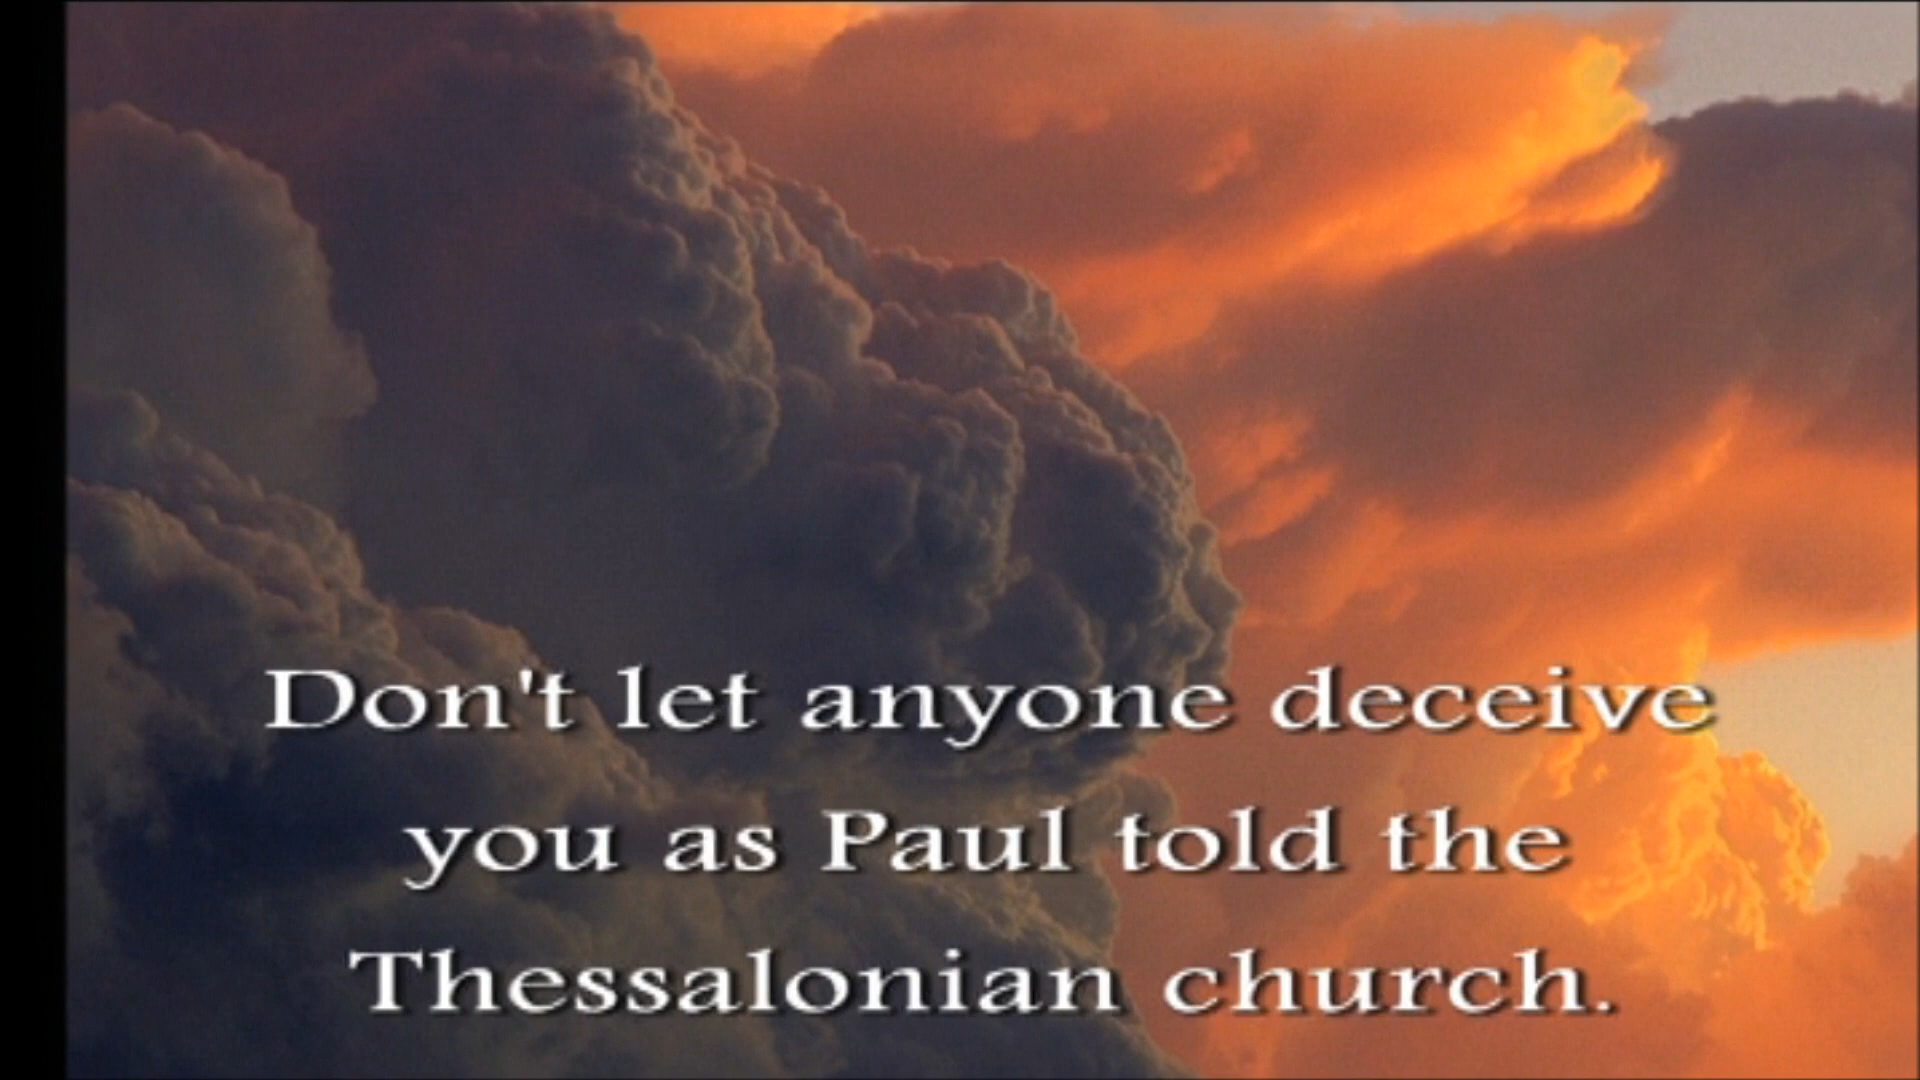 Don't let anyone deceive
you as Paul told the
Thessalonian church.